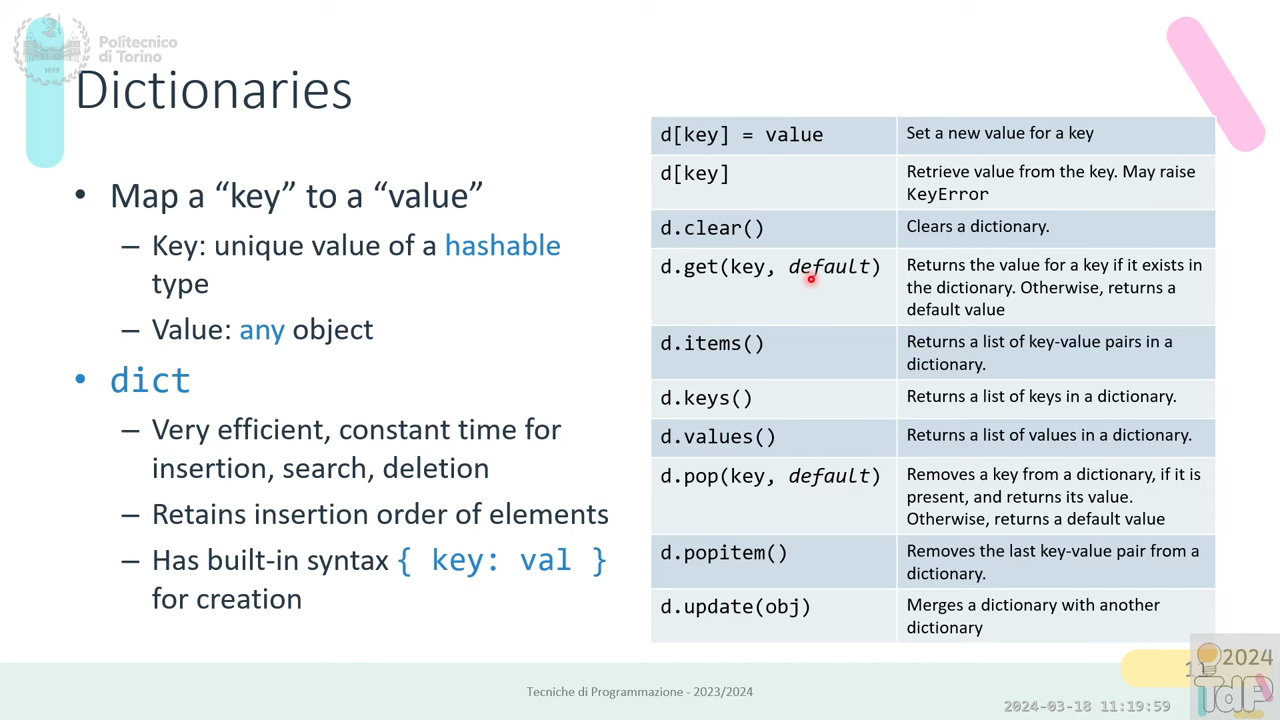 Politecnico
di Torino
Dictionaries
• Map a “key” to a “value”
– Key: unique value of a hashable
type
– Value: any object
• dict
– Very efficient, constant time for
insertion, search, deletion
– Retains insertion order of elements
– Has built-in syntax { key: val }
for creation
d[key] = value
Set a new value for a key
d[key]
Retrieve value from the key. May raise
KeyError
d.clear()
Clears a dictionary.
d.get(key, default)
Returns the value for a key if it exists in
the dictionary. Otherwise, returns a
default value
d.items()
Returns a list of key-value pairs in a
dictionary.
d.keys()
Returns a list of keys in a dictionary.
d.values()
Returns a list of values in a dictionary.
d.pop(key, default)
Removes a key from a dictionary, if it is
present, and returns its value.
Otherwise, returns a default value
d.popitem()
Removes the last key-value pair from a
dictionary.
d.update(obj)
Merges a dictionary with another
dictionary
Tecniche di Programmazione - 2023/2024
2024
TdP
2024-03-18 11:19:59